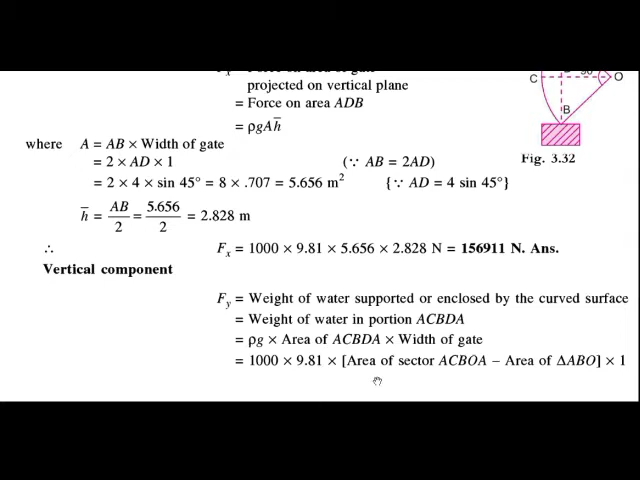 projected on vertical plane
= Force on area ADB
= ρgAh̅
where A = AB × Width of gate
= 2 × AD × 1 (∵ AB = 2AD)
= 2 × 4 × sin 45° = 8 × .707 = 5.656 m² {∵ AD = 4 sin 45°}
h̅ = AB/2 = 5.656/2 = 2.828 m
∴ Fx = 1000 × 9.81 × 5.656 × 2.828 N = 156911 N. Ans.
Vertical component
Fy = Weight of water supported or enclosed by the curved surface
= Weight of water in portion ACBDA
= ρg × Area of ACBDA × Width of gate
= 1000 × 9.81 × [Area of sector ACBOA − Area of ΔABO] × 1
C
O
B
Fig. 3.32